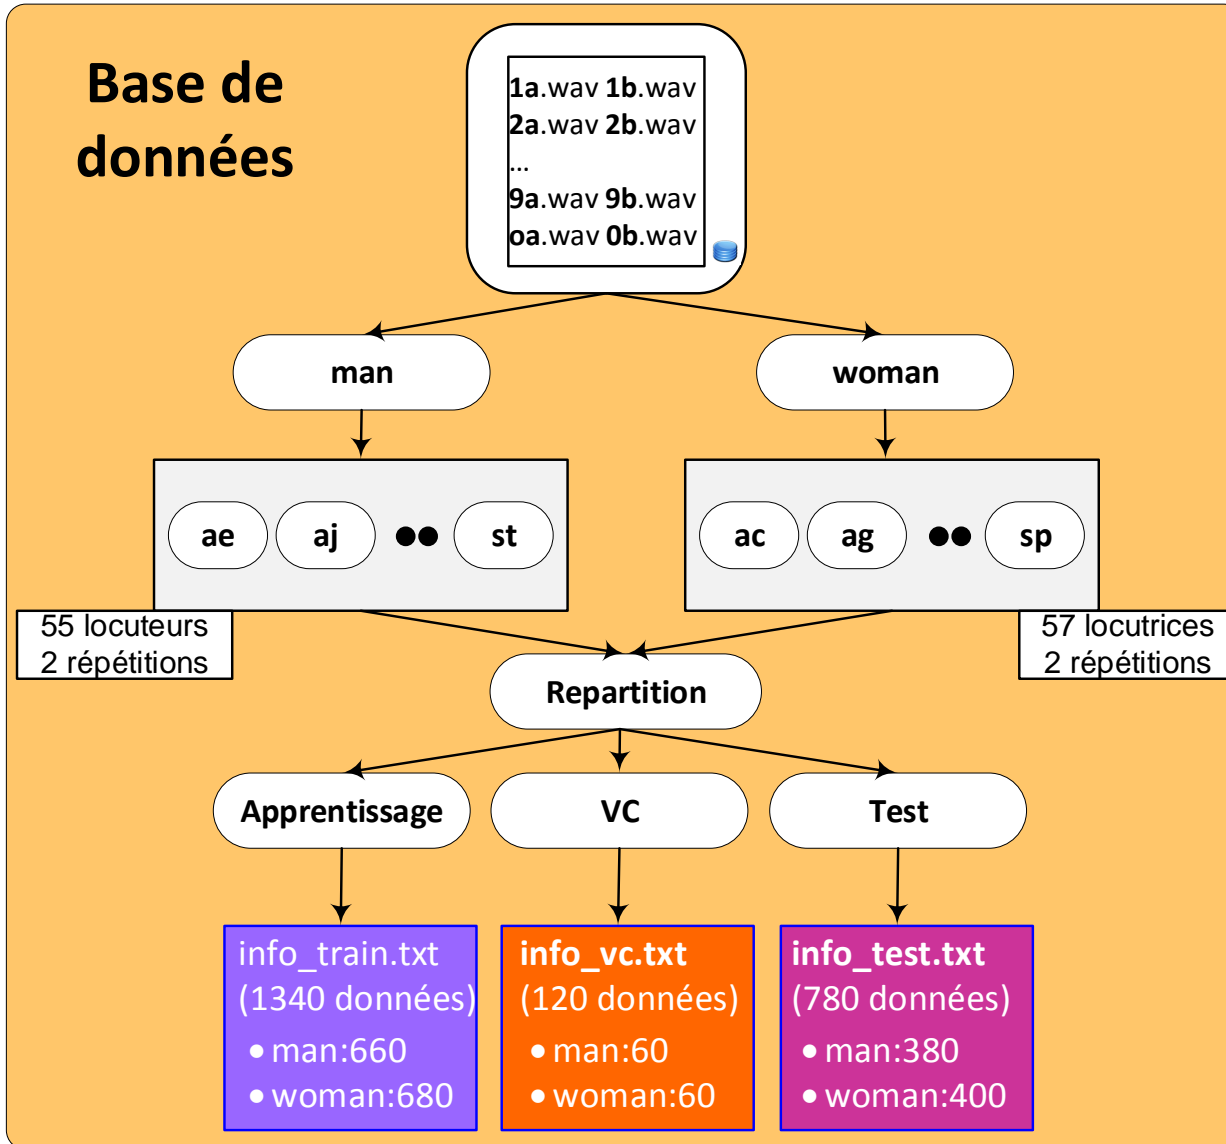 Base de
données
1a.wav 1b.wav
2a.wav 2b.wav
...
9a.wav 9b.wav
oa.wav 0b.wav
man
woman
ae
aj
st
ac
ag
sp
55 locuteurs
2 répétitions
57 locutrices
2 répétitions
Repartition
Apprentissage
VC
Test
info_train.txt
(1340 données)
• man:660
• woman:680
info_vc.txt
(120 données)
• man:60
• woman:60
info_test.txt
(780 données)
• man:380
• woman:400